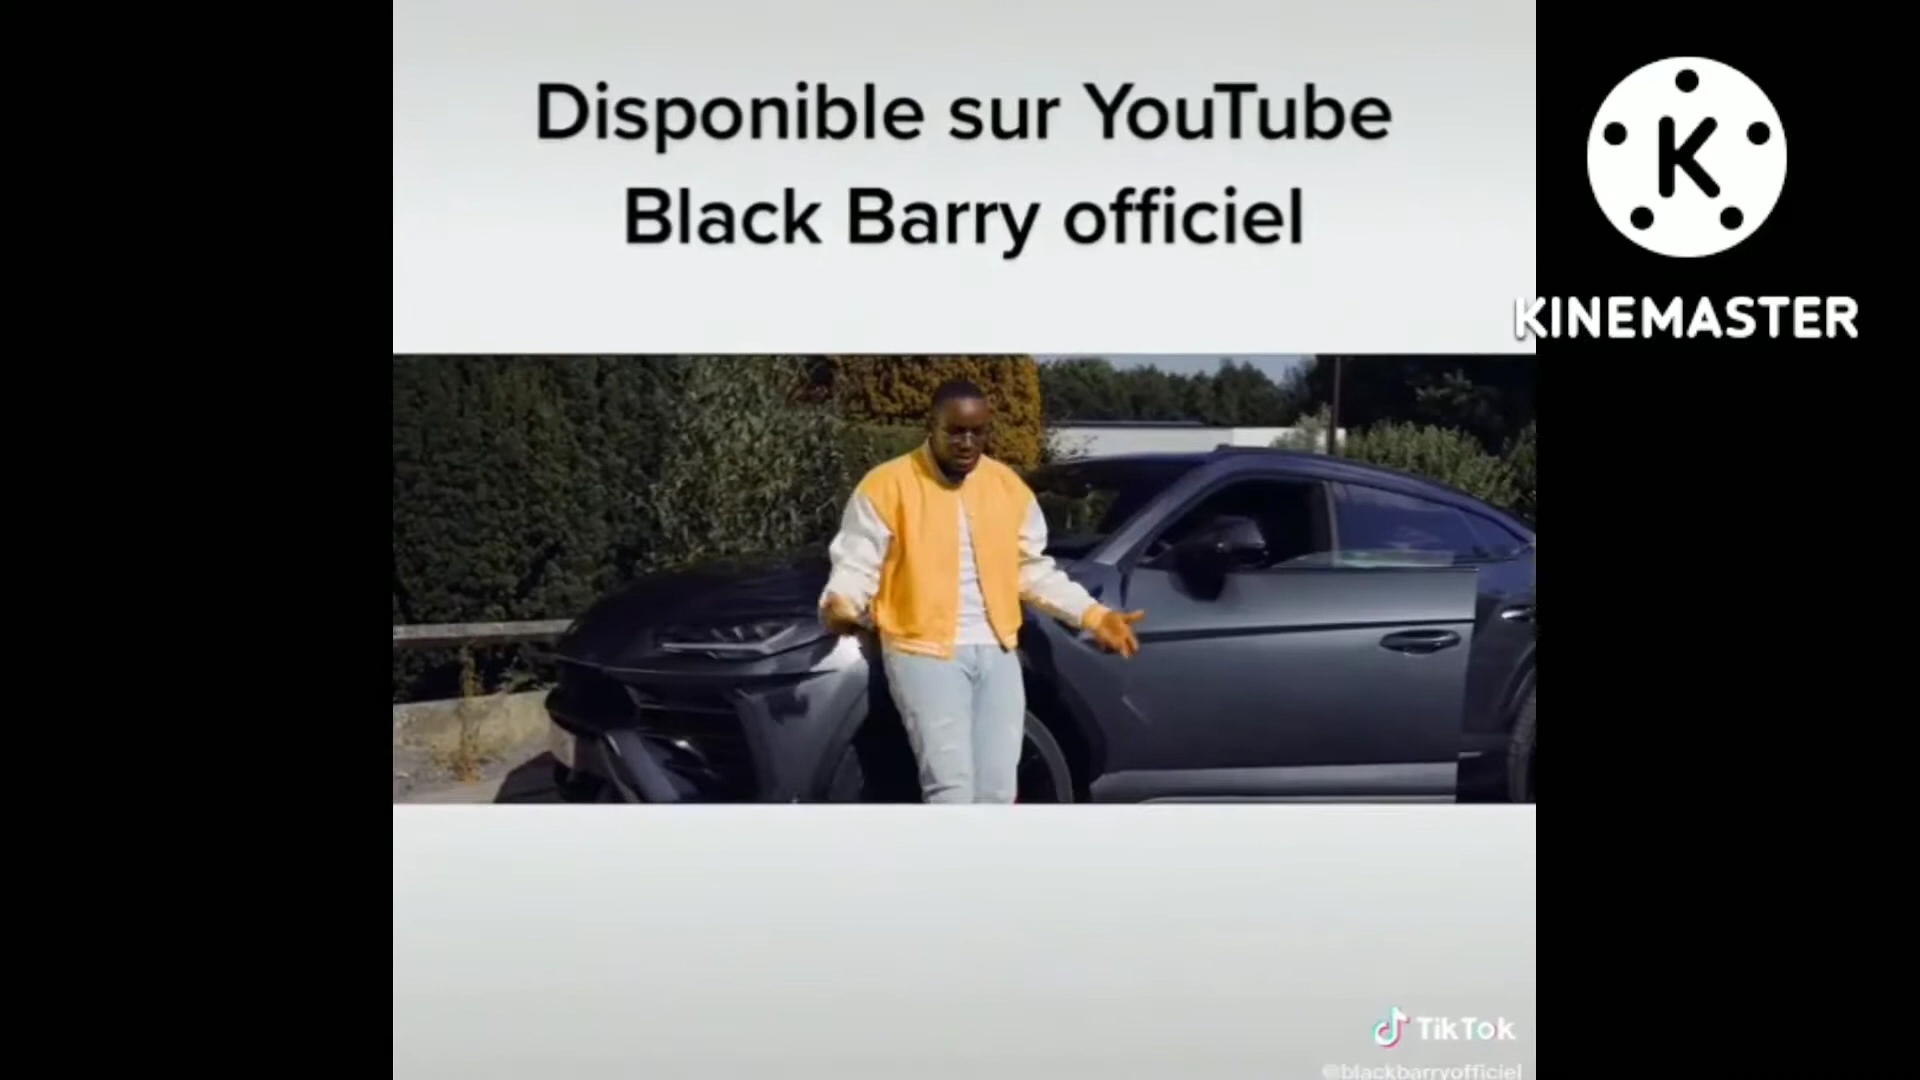 Disponible sur YouTube
Black Barry officiel
K
KINEMASTER
TikTok
@blackbarryofficiel